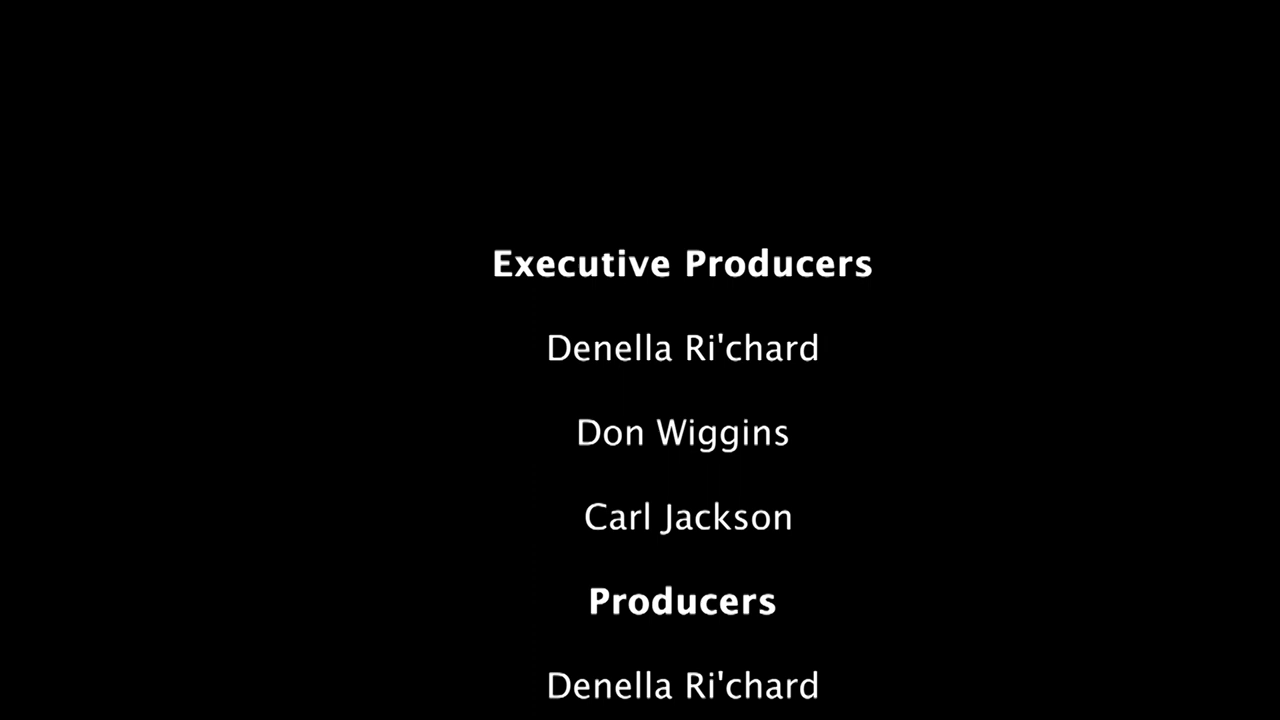 Executive Producers
Denella Ri'chard
Don Wiggins
Carl Jackson
Producers
Denella Ri'chard